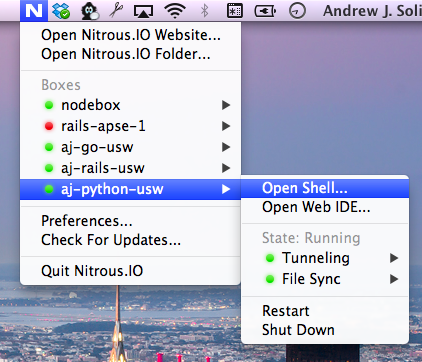 N
Andrew J. Soli
Open Nitrous.IO Website...
Open Nitrous.IO Folder...
Boxes
nodebox
rails-apse-1
aj-go-usw
aj-rails-usw
aj-python-usw
Preferences...
Check For Updates...
Quit Nitrous.IO
Open Shell...
Open Web IDE...
State: Running
Tunneling
File Sync
Restart
Shut Down